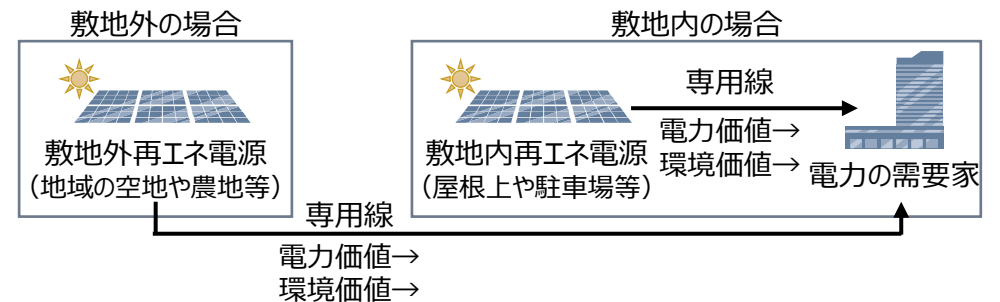 敷地外の場合
敷地外再エネ電源
（地域の空地や農地等）
敷地内の場合
専用線
電力価値→
環境価値→
敷地内再エネ電源
（屋根上や駐車場等）
電力の需要家
専用線
電力価値→
環境価値→